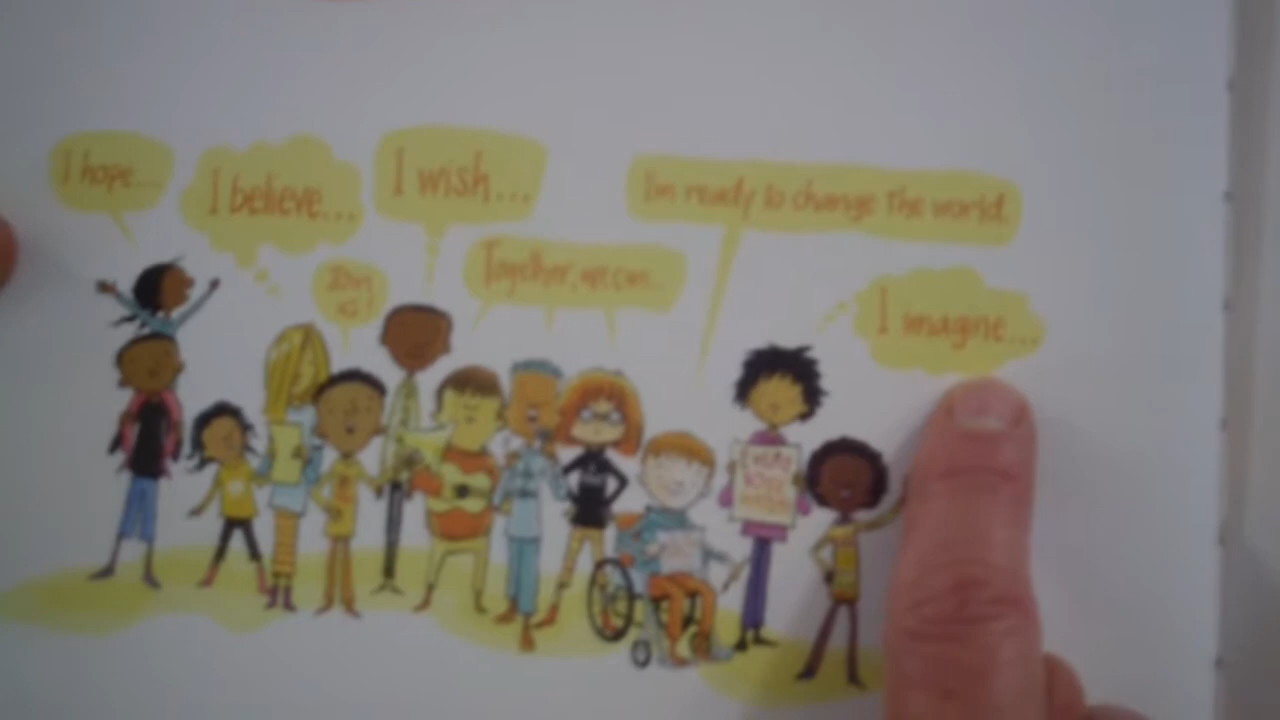 I hope...
I believe...
I wish...
I'm ready to change the world.
Together, we can...
I imagine...